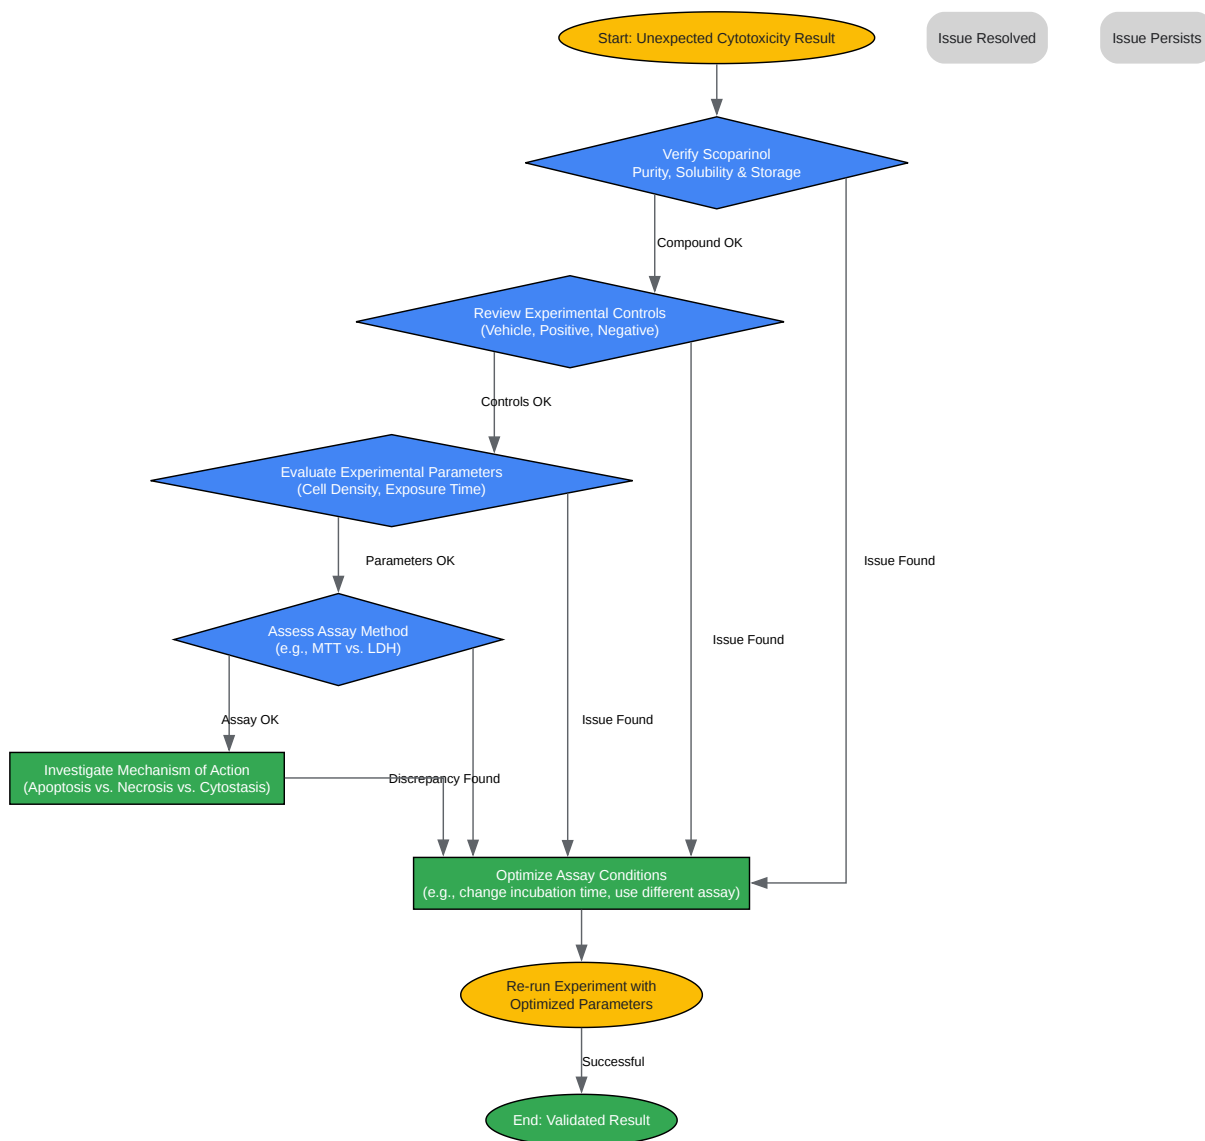 Start: Unexpected Cytotoxicity Result
Issue Resolved
Issue Persists
Verify Scoparinol
Purity, Solubility & Storage
Compound OK
Review Experimental Controls
(Vehicle, Positive, Negative)
Controls OK
Evaluate Experimental Parameters
(Cell Density, Exposure Time)
Parameters OK
Issue Found
Assess Assay Method
(e.g., MTT vs. LDH)
Issue Found
Assay OK
Issue Found
Investigate Mechanism of Action
(Apoptosis vs. Necrosis vs. Cytostasis)
Discrepancy Found
Optimize Assay Conditions
(e.g., change incubation time, use different assay)
Re-run Experiment with
Optimized Parameters
Successful
End: Validated Result